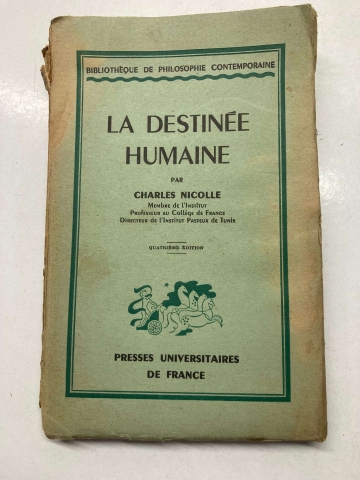 BIBLIOTHÈQUE DE PHILOSOPHIE CONTEMPORAINE
LA DESTINÉE
HUMAINE
PAR
CHARLES NICOLLE
Membre de l'Institut
Professeur au Collège de France
Directeur de l'Institut Pasteur de Tunis
QUATRIÈME ÉDITION
PRESSES UNIVERSITAIRES
DE FRANCE